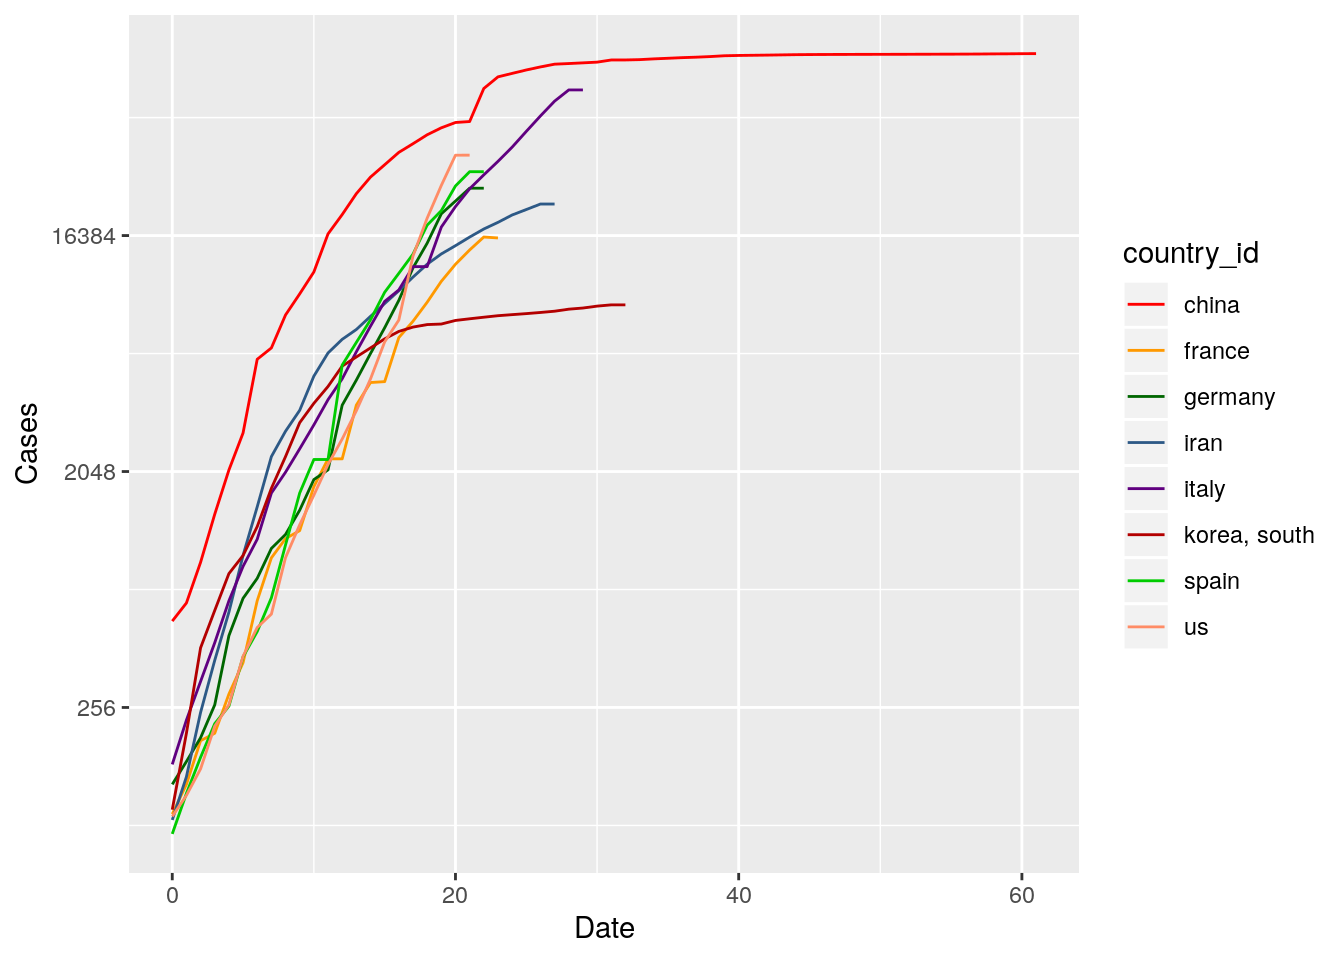 Cases
16384
2048
256
0 20 40 60
Date
country_id
china
france
germany
iran
italy
korea, south
spain
us